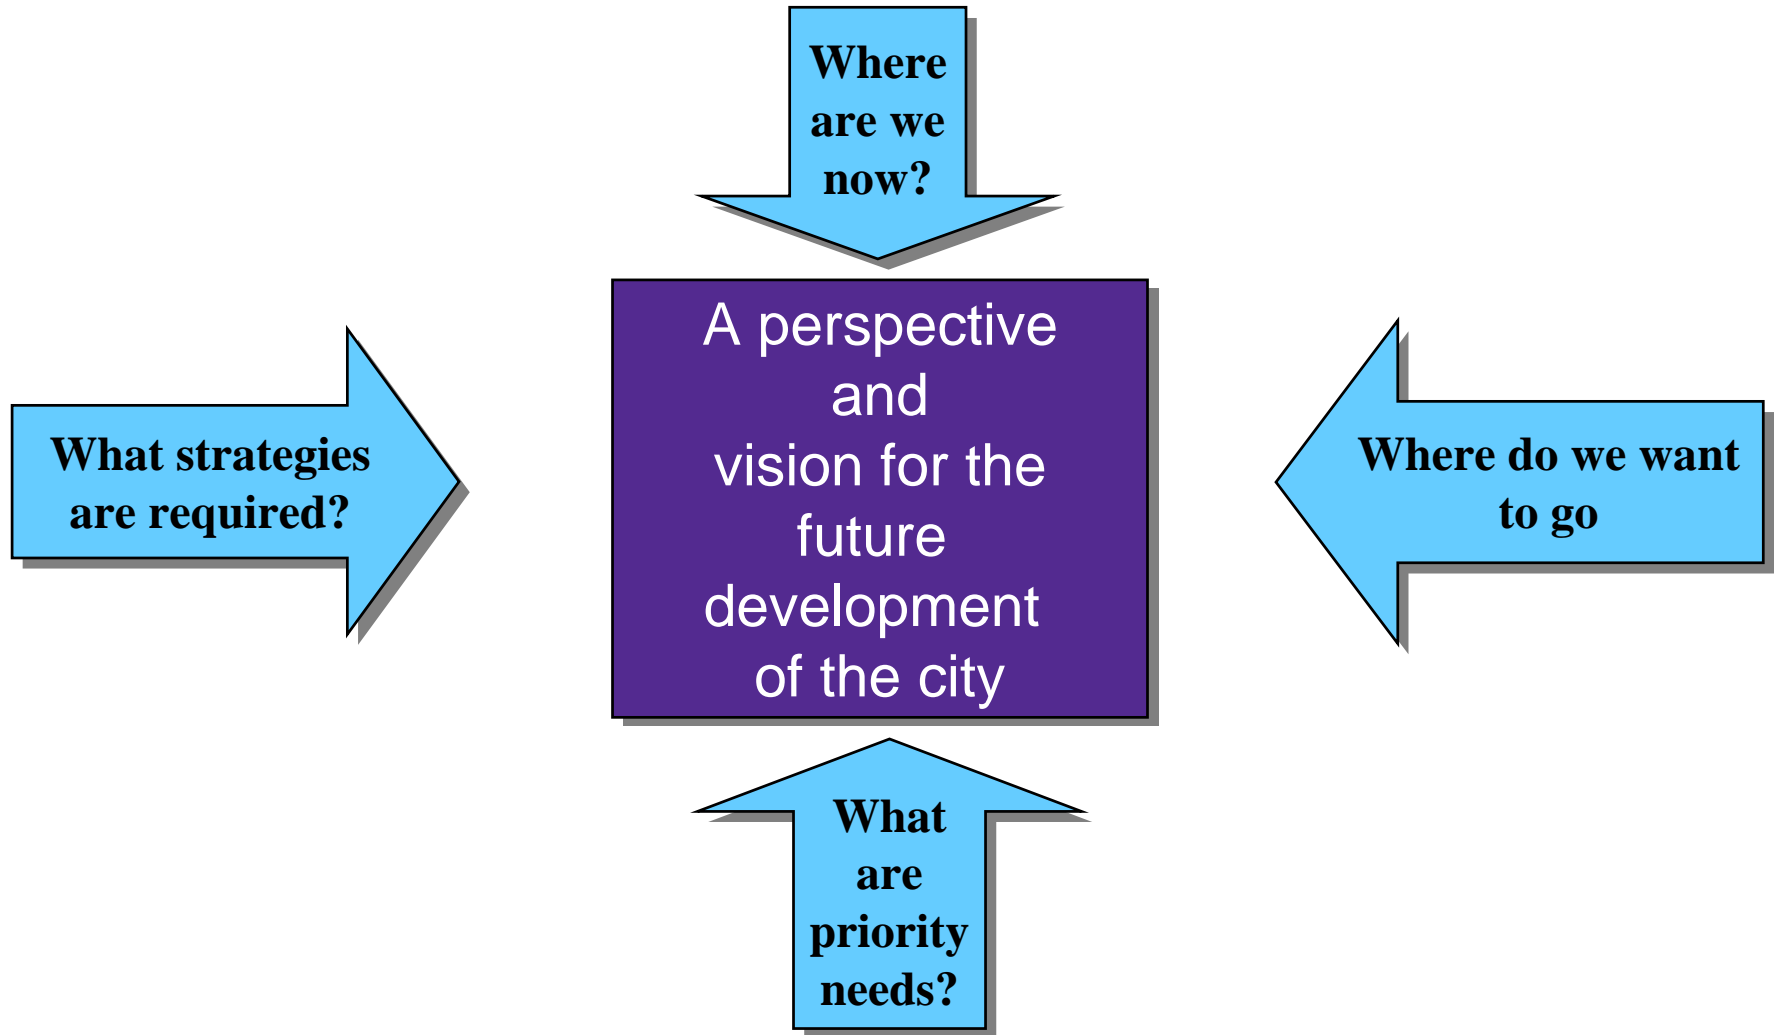 Where
are we
now?
A perspective
and
vision for the
future
development
of the city
What strategies
are required?
Where do we want
to go
What
are
priority
needs?